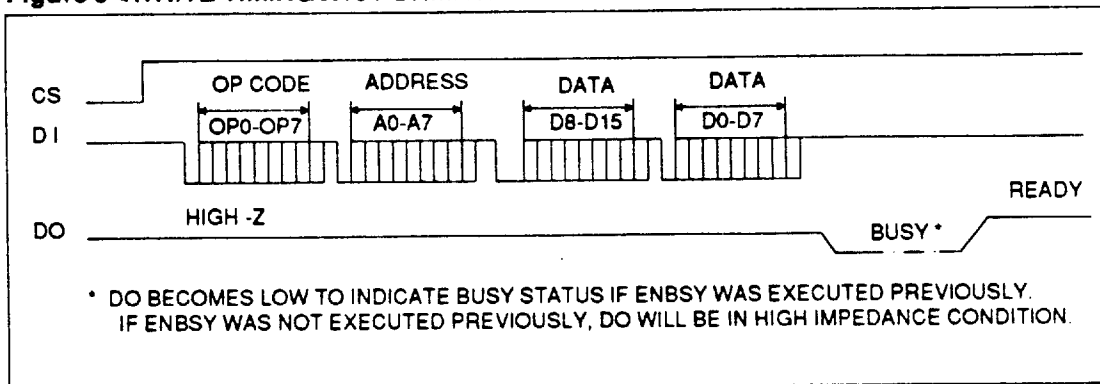 CS
OP CODE ADDRESS DATA DATA
DI
OP0-OP7 A0-A7 D8-D15 D0-D7
READY
HIGH -Z
DO
BUSY *
* DO BECOMES LOW TO INDICATE BUSY STATUS IF ENBSY WAS EXECUTED PREVIOUSLY.
IF ENBSY WAS NOT EXECUTED PREVIOUSLY, DO WILL BE IN HIGH IMPEDANCE CONDITION.